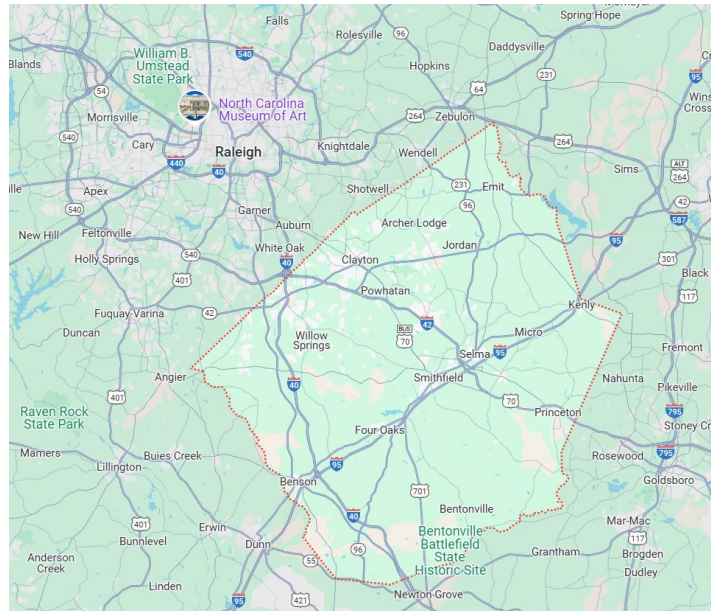 Falls
Rolesville
96
Spring Hope
William B.
Umstead
State Park
540
Daddysville
Blands
Hopkins
64
231
95
54
North Carolina
Museum of Art
264
Zebulon
Morrisville
540
Cary
Raleigh
Knightdale
264
Wendell
440
40
Sims
ALT
264
Apex
Shotwell
231
Emit
42
540
Garner
96
587
New Hill
Feltonville
Auburn
Archer Lodge
Holly Springs
540
White Oak
Jordan
95
401
40
Clayton
301
Black
Powhatan
117
42
Kenly
Fuquay-Varina
42
Duncan
Willow
Springs
BUS
70
Micro
Selma
95
Fremont
Angier
40
Smithfield
Nahunta
Pikeville
401
70
Raven Rock
State Park
Princeton
795
Four Oaks
Stoney Cr
Mamers
Buies Creek
95
Rosewood
795
Lillington
Benson
701
Goldsboro
401
40
Bentonville
Erwin
Mar-Mac
Bunnlevel
Dunn
96
Bentonville
Battlefield
State
Historic Site
117
Anderson
Creek
55
Grantham
Brogden
Linden
Dudley
95
421
Newton Grove